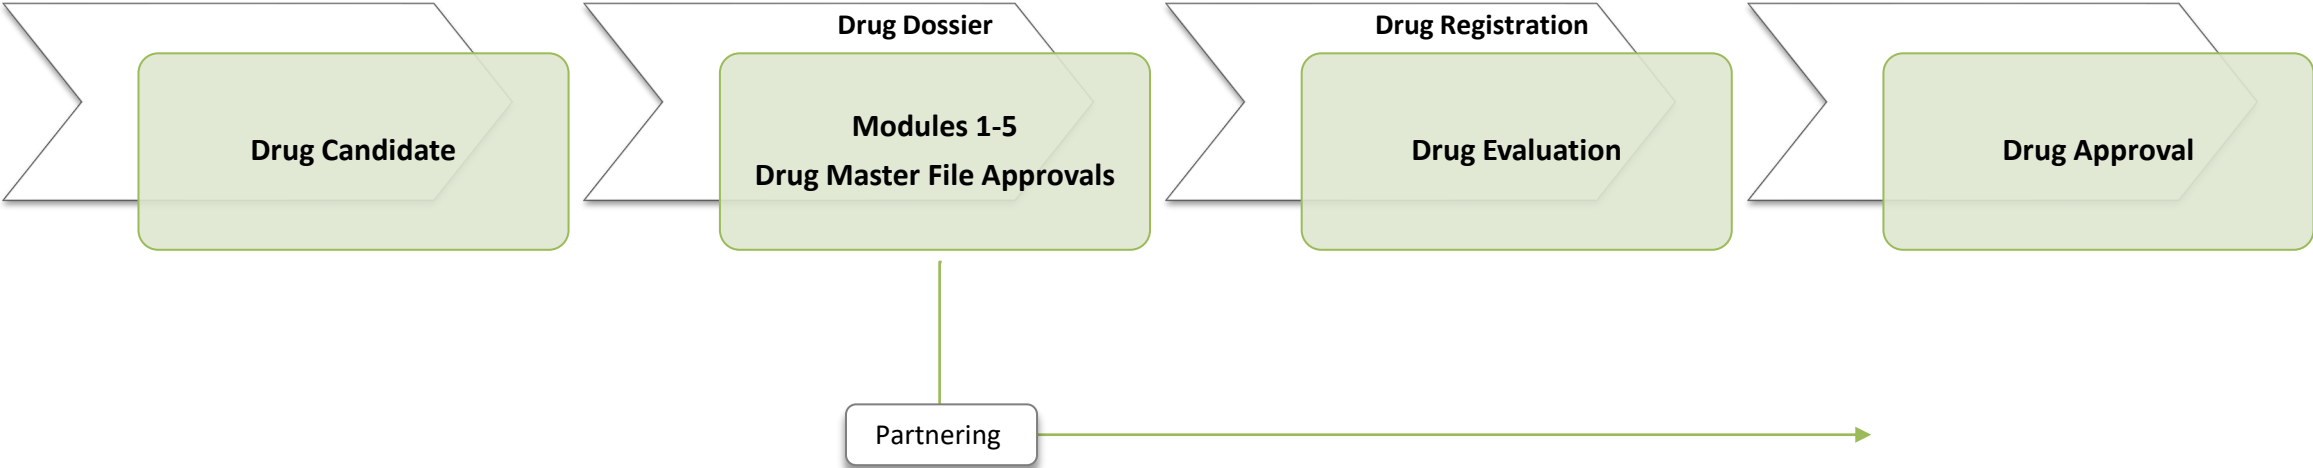 Drug Dossier
Drug Registration
Drug Candidate
Modules 1-5
Drug Master File Approvals
Drug Evaluation
Drug Approval
Partnering